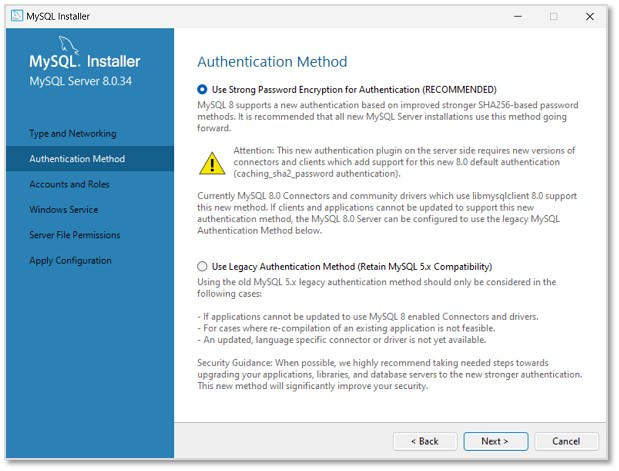 MySQL Installer
MySQL. Installer
MySQL Server 8.0.34
Type and Networking
Authentication Method
Accounts and Roles
Windows Service
Server File Permissions
Apply Configuration
Authentication Method
Use Strong Password Encryption for Authentication (RECOMMENDED)
MySQL 8 supports a new authentication based on improved stronger SHA256-based password
methods. It is recommended that all new MySQL Server installations use this method going
forward.
Attention: This new authentication plugin on the server side requires new versions of
connectors and clients which add support for this new 8.0 default authentication
(caching_sha2_password authentication).
Currently MySQL 8.0 Connectors and community drivers which use libmysqlclient 8.0 support
this new method. If clients and applications cannot be updated to support this new
authentication method, the MySQL 8.0 Server can be configured to use the legacy MySQL
Authentication Method below.
Use Legacy Authentication Method (Retain MySQL 5.x Compatibility)
Using the old MySQL 5.x legacy authentication method should only be considered in the
following cases:
- If applications cannot be updated to use MySQL 8 enabled Connectors and drivers.
- For cases where re-compilation of an existing application is not feasible.
- An updated, language specific connector or driver is not yet available.
Security Guidance: When possible, we highly recommend taking needed steps towards
upgrading your applications, libraries, and database servers to the new stronger authentication.
This new method will significantly improve your security.
< Back
Next >
Cancel